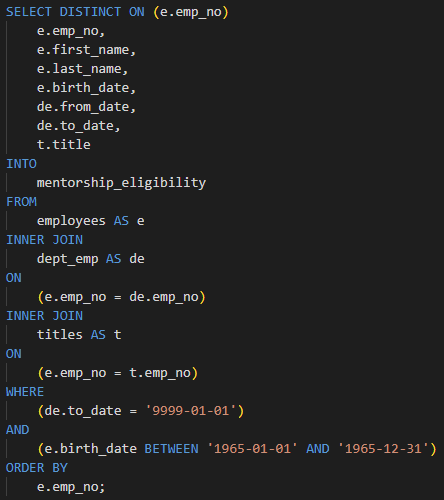 SELECT DISTINCT ON (e.emp_no)
    e.emp_no,
    e.first_name,
    e.last_name,
    e.birth_date,
    de.from_date,
    de.to_date,
    t.title
INTO
    mentorship_eligibility
FROM
    employees AS e
INNER JOIN
    dept_emp AS de
ON
    (e.emp_no = de.emp_no)
INNER JOIN
    titles AS t
ON
    (e.emp_no = t.emp_no)
WHERE
    (de.to_date = '9999-01-01')
AND
    (e.birth_date BETWEEN '1965-01-01' AND '1965-12-31')
ORDER BY
    e.emp_no;